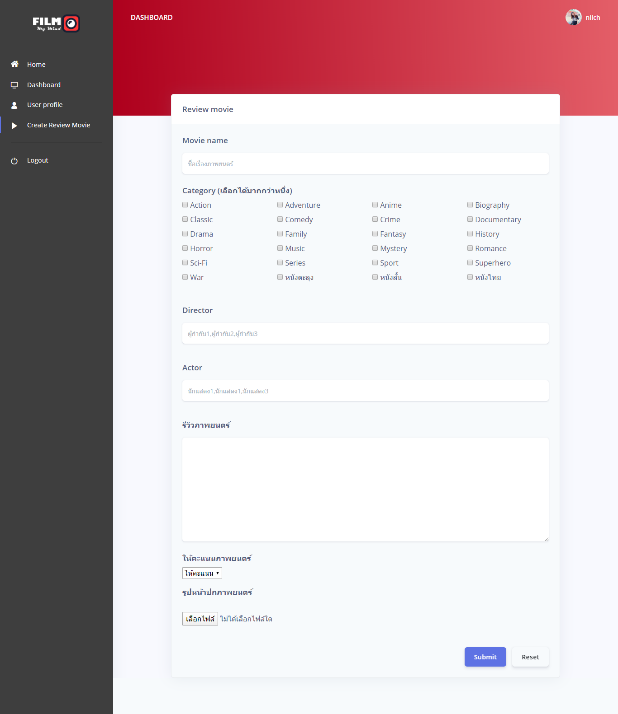 FILM
DASHBOARD
niich
Home
Dashboard
User profile
Create Review Movie
Logout
Review movie
Movie name
ชื่อเรื่องภาพยนตร์
Category (เลือกได้มากกว่าหนึ่ง)
Action Adventure Anime Biography
Classic Comedy Crime Documentary
Drama Family Fantasy History
Horror Music Mystery Romance
Sci-Fi Series Sport Superhero
War หนังตะลุง หนังสั้น หนังไทย
Director
ผู้กำกับ1,ผู้กำกับ2,ผู้กำกับ3
Actor
นักแสดง1,นักแสดง1,นักแสดง1
รีวิวภาพยนตร์
ให้คะแนนภาพยนตร์
ให้คะแนน
รูปหน้าปกภาพยนตร์
เลือกไฟล์ ไม่ได้เลือกไฟล์ใด
Submit Reset